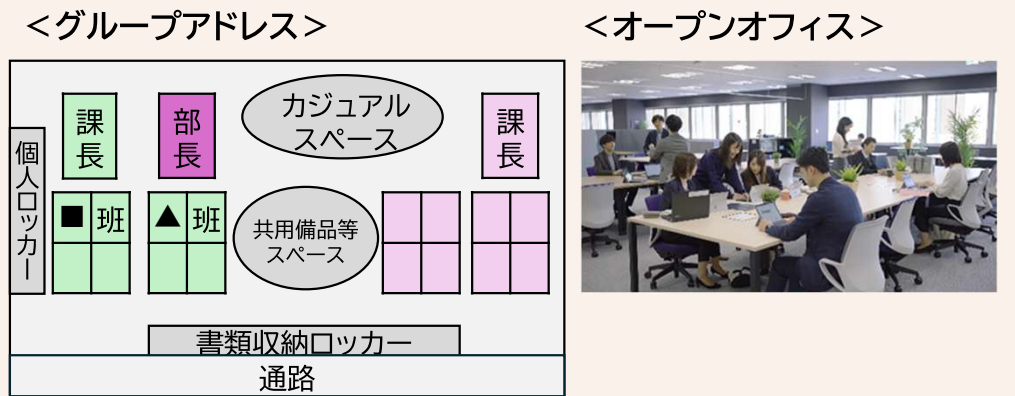 ＜グループアドレス＞
＜オープンオフィス＞
課長
部長
カジュアル
スペース
課長
個人ロッカー
■班
▲班
共用備品等
スペース
書類収納ロッカー
通路